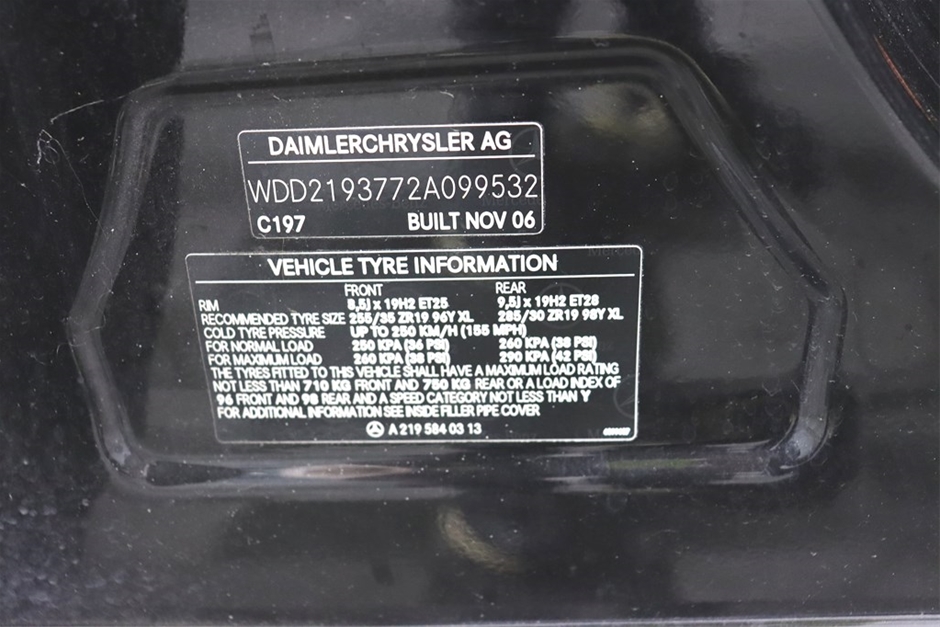 DAIMLERCHRYSLER AG
WDD2193772A099532
C197 BUILT NOV 06
VEHICLE TYRE INFORMATION
FRONT REAR
RIM 8,5J x 19H2 ET25 9,5J x 19H2 ET28
RECOMMENDED TYRE SIZE 255/35 ZR19 96Y XL 285/30 ZR19 98Y XL
COLD TYRE PRESSURE UP TO 250 KM/H (155 MPH)
FOR NORMAL LOAD 250 KPA (36 PSI) 260 KPA (38 PSI)
FOR MAXIMUM LOAD 260 KPA (38 PSI) 290 KPA (42 PSI)
THE TYRES FITTED TO THIS VEHICLE SHALL HAVE A MAXIMUM LOAD RATING
NOT LESS THAN 710 KG FRONT AND 750 KG REAR OR A LOAD INDEX OF
96 FRONT AND 98 REAR AND A SPEED CATEGORY NOT LESS THAN Y
FOR ADDITIONAL INFORMATION SEE INSIDE FILLER PIPE COVER
A 219 584 03 13